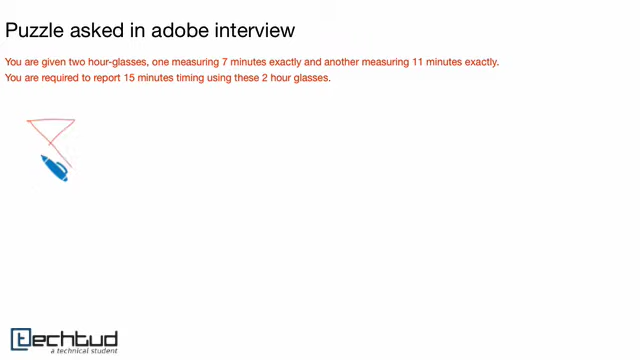 Puzzle asked in adobe interview
You are given two hour-glasses, one measuring 7 minutes exactly and another measuring 11 minutes exactly.
You are required to report 15 minutes timing using these 2 hour glasses.
techtud
a technical student